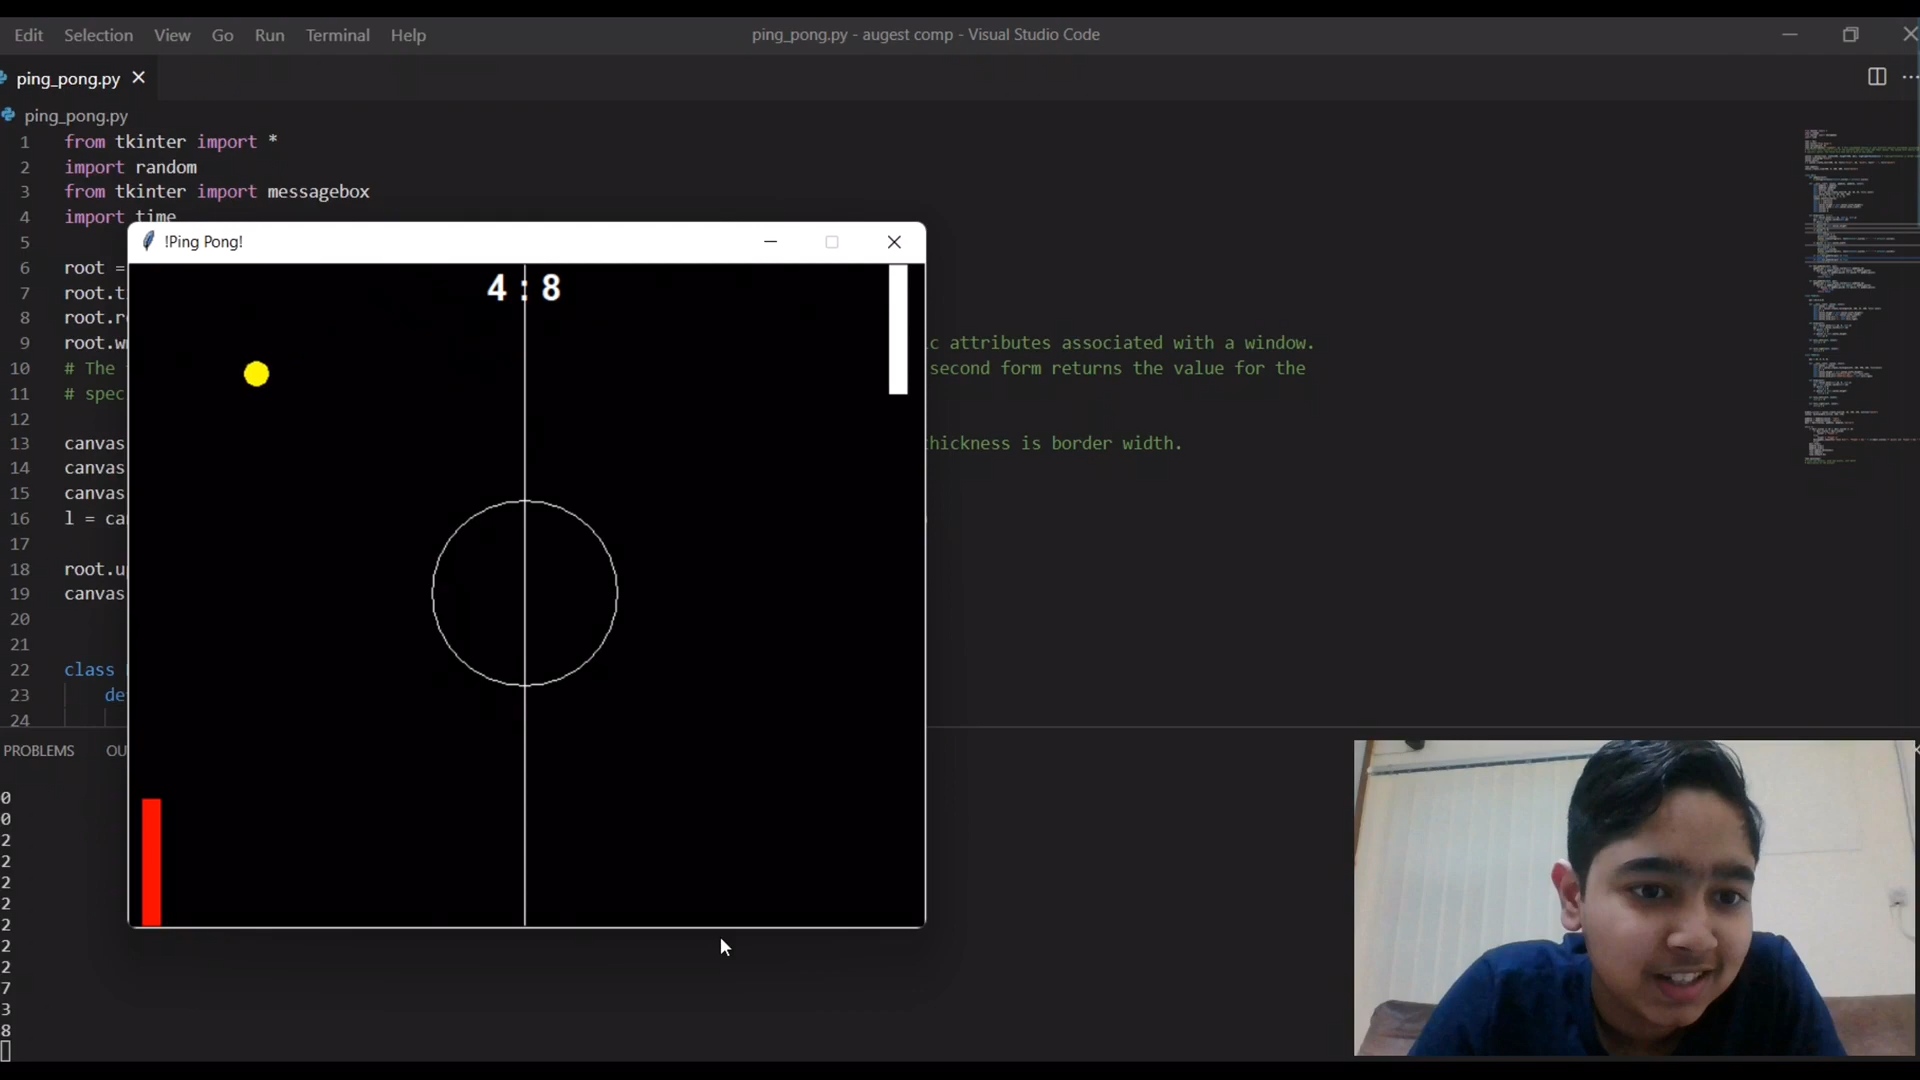 Edit Selection View Go Run Terminal Help
ping_pong.py - augest comp - Visual Studio Code
ping_pong.py
ping_pong.py
1 from tkinter import *
2 import random
3 from tkinter import messagebox
4 import time
5
!Ping Pong!
6 root =
7 root.t
4 : 8
8 root.r
9 root.w
c attributes associated with a window.
10 # The
second form returns the value for the
11 # spec
12
13 canvas
hickness is border width.
14 canvas
15 canvas
16 l = ca
17
18 root.u
19 canvas
20
21
22 class
23 de
24
PROBLEMS OU
0
0
2
2
2
2
2
2
2
7
3
8